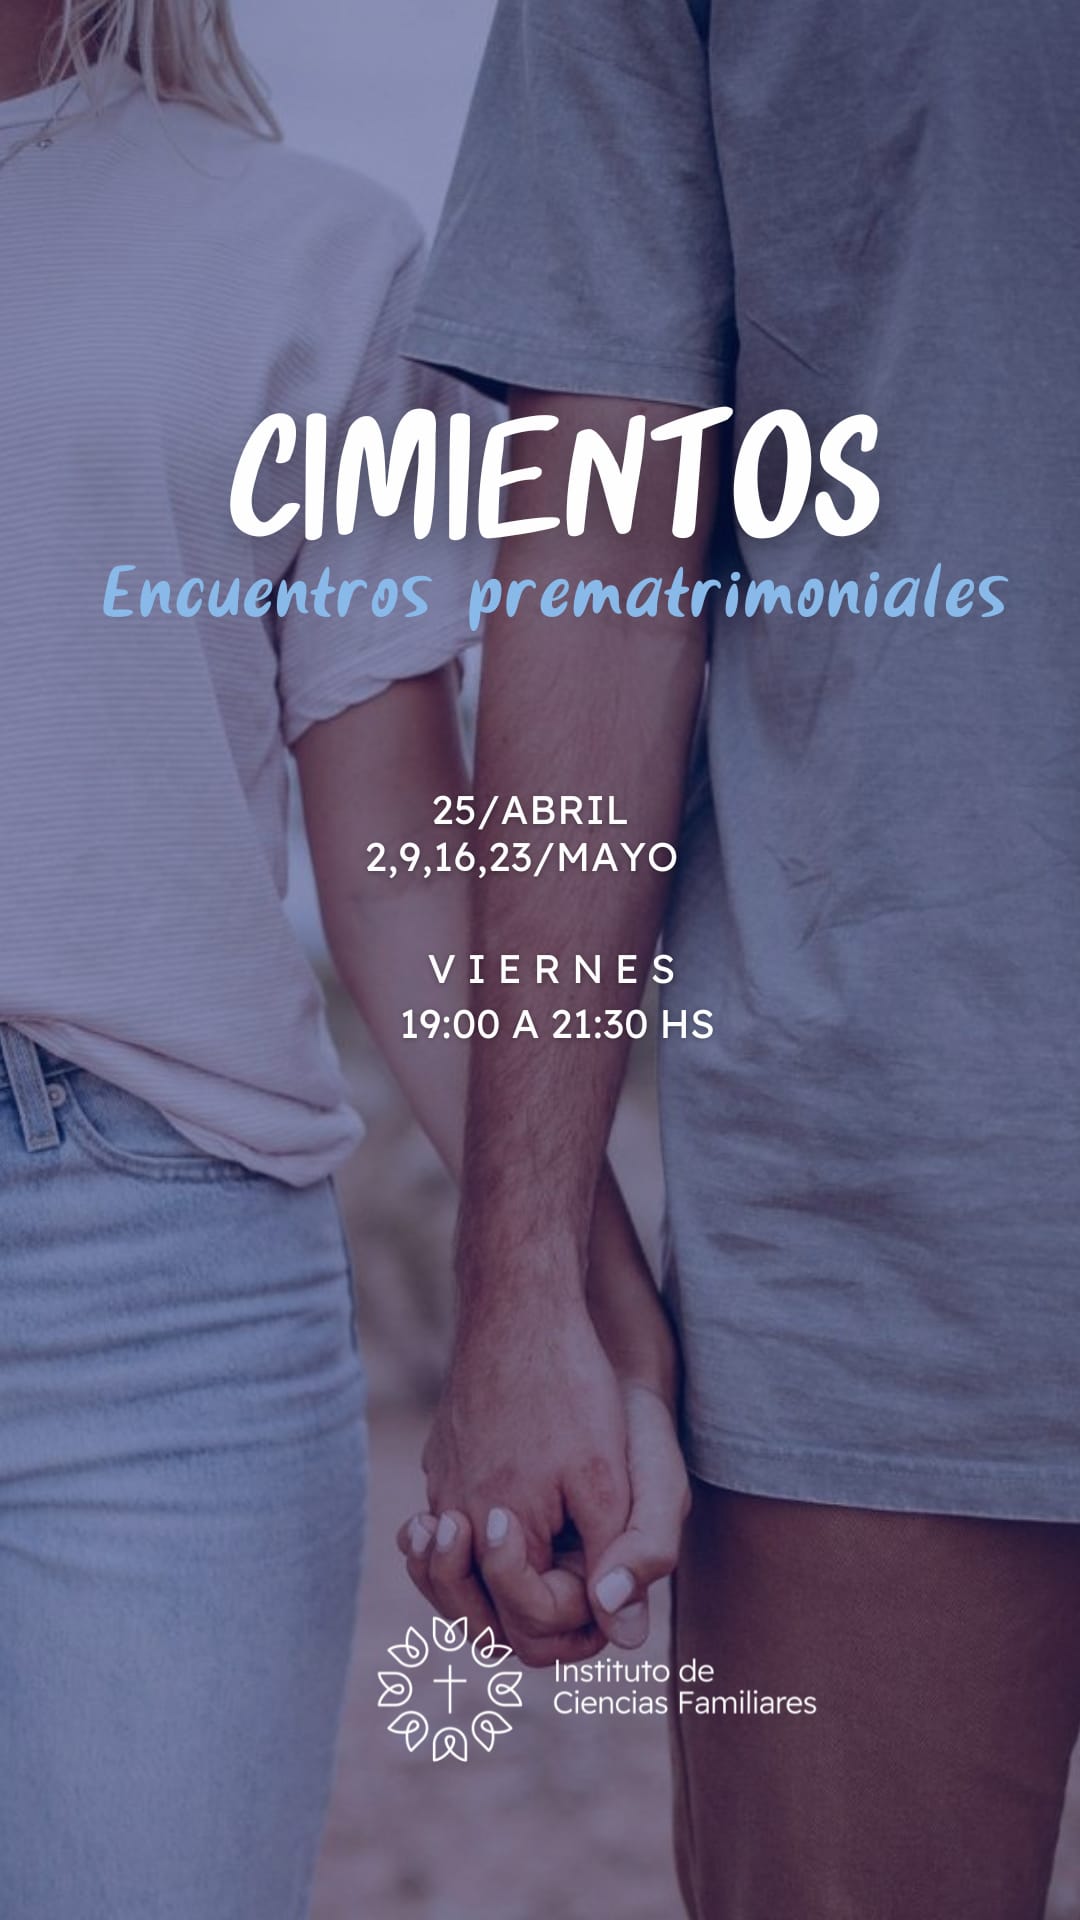 CIMIENTOS
Encuentros prematrimoniales
25/ABRIL
2,9,16,23/MAYO
VIERNES
19:00 A 21:30 HS
Instituto de
Ciencias Familiares